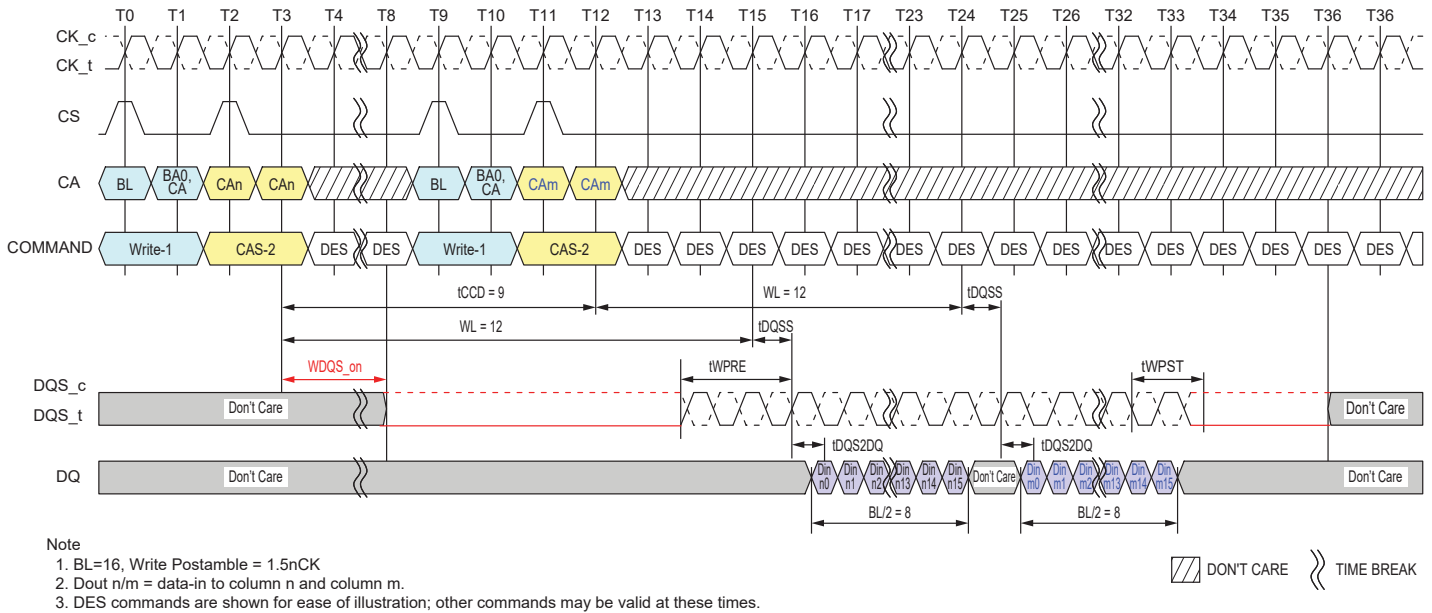 T0 T1 T2 T3 T4 T8 T9 T10 T11 T12 T13 T14 T15 T16 T17 T23 T24 T25 T26 T32 T33 T34 T35 T36 T36
CK_c
CK_t
CS
CA BL BA0, CA CAn CAn BL BA0, CA CAm CAm
COMMAND Write-1 CAS-2 DES DES Write-1 CAS-2 DES DES DES DES DES DES DES DES DES DES DES DES DES DES DES
tCCD = 9 WL = 12 tDQSS
WL = 12 tDQSS
WDQS_on tWPRE tWPST
DQS_c
DQS_t Don't Care Don't Care
tDQS2DQ tDQS2DQ
DQ Don't Care Din n0 Din n1 Din n2 Din n13 Din n14 Din n15 Don't Care Din m0 Din m1 Din m2 Din m13 Din m14 Din m15 Don't Care
BL/2 = 8 BL/2 = 8
Note
1. BL=16, Write Postamble = 1.5nCK
2. Dout n/m = data-in to column n and column m.
3. DES commands are shown for ease of illustration; other commands may be valid at these times.
DON'T CARE TIME BREAK